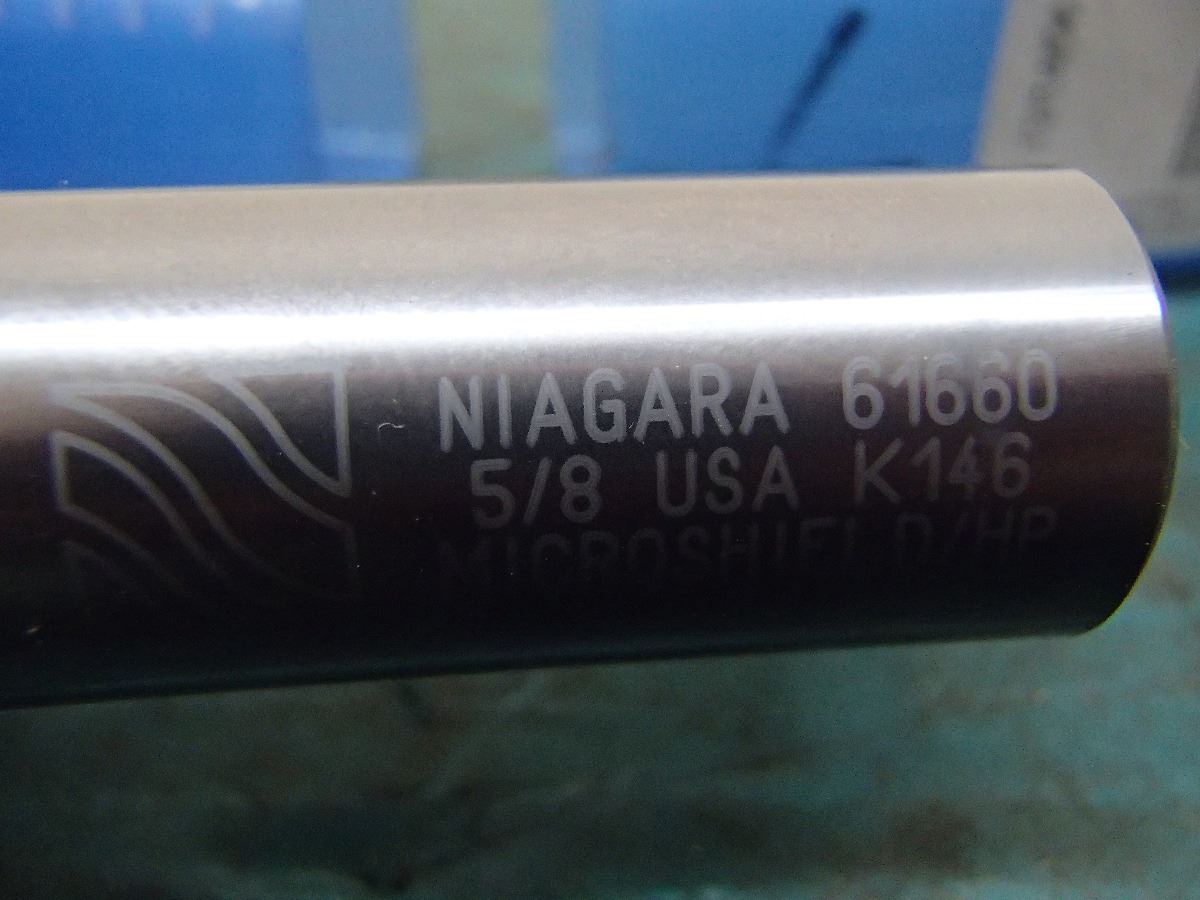 NIAGARA 61660
5/8 USA K146
MICROSHIELD/HP